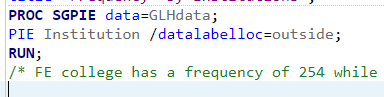 PROC SGPIE data=GLHdata;
PIE Institution /datalabelloc=outside;
RUN;
/* FE college has a frequency of 254 while